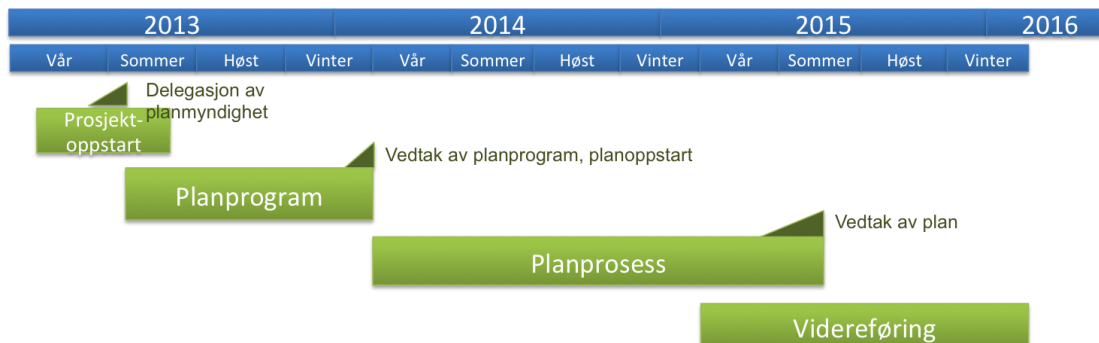 2013 2014 2015 2016
Vår Sommer Høst Vinter Vår Sommer Høst Vinter Vår Sommer Høst Vinter
Delegasjon av
planmyndighet
Prosjekt-
oppstart
Vedtak av planprogram, planoppstart
Planprogram
Vedtak av plan
Planprosess
Videreføring